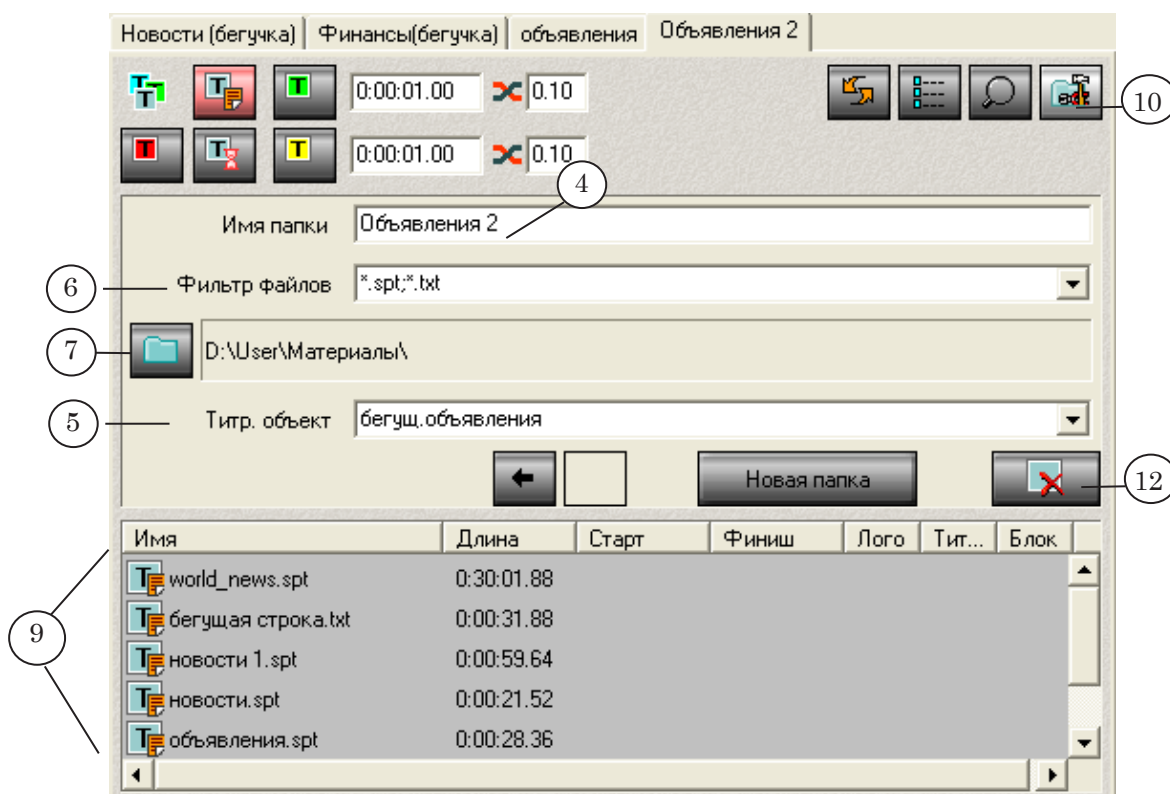 Новости (бегучка) Финансы(бегучка) объявления Объявления 2
T T T T 0:00:01.00 0.10 10
T T T 0:00:01.00 0.10
4
Имя папки Объявления 2
6 Фильтр файлов *.spt;*.txt
7 D:\User\Материалы\
5 Титр. объект бегущ.объявления
Новая папка 12
Имя Длина Старт Финиш Лого Тит... Блок
T world_news.spt 0:30:01.88
T бегущая строка.txt 0:00:31.88
9 T новости 1.spt 0:00:59.64
T новости.spt 0:00:21.52
T объявления.spt 0:00:28.36